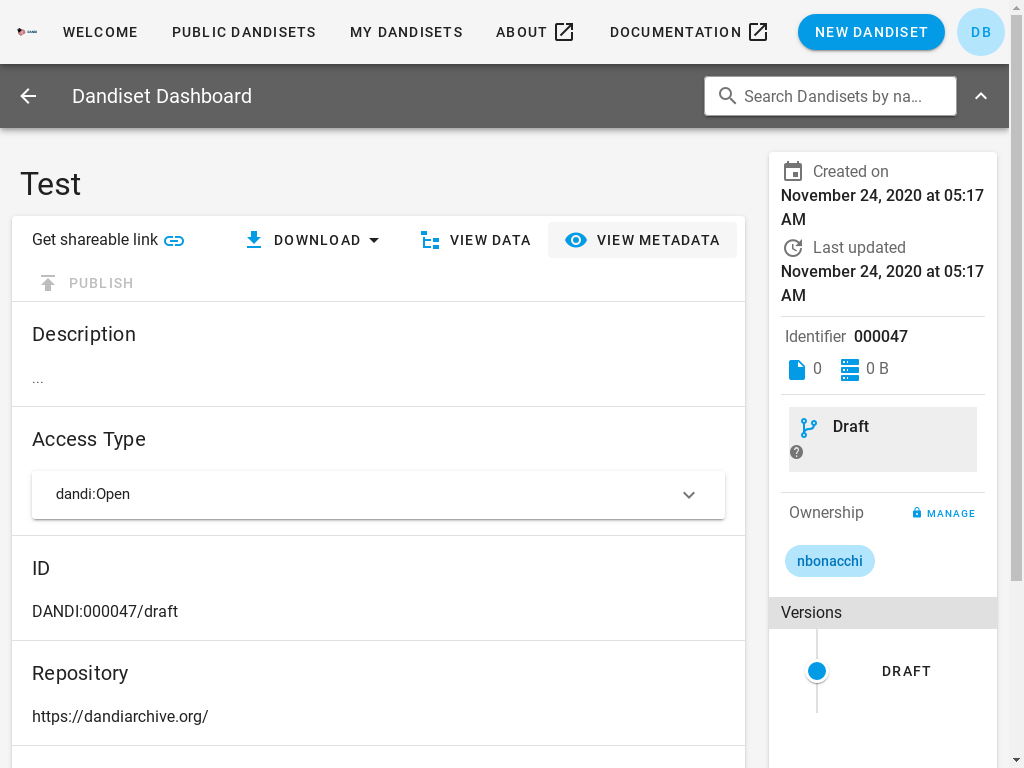 WELCOME
PUBLIC DANDISETS
MY DANDISETS
ABOUT
DOCUMENTATION
NEW DANDISET
DB
Dandiset Dashboard
Search Dandisets by na...
Test
Get shareable link
DOWNLOAD
VIEW DATA
VIEW METADATA
PUBLISH
Description
...
Access Type
dandi:Open
ID
DANDI:000047/draft
Repository
https://dandiarchive.org/
Created on
November 24, 2020 at 05:17
AM
Last updated
November 24, 2020 at 05:17
AM
Identifier 000047
0
0 B
Draft
Ownership
MANAGE
nbonacchi
Versions
DRAFT